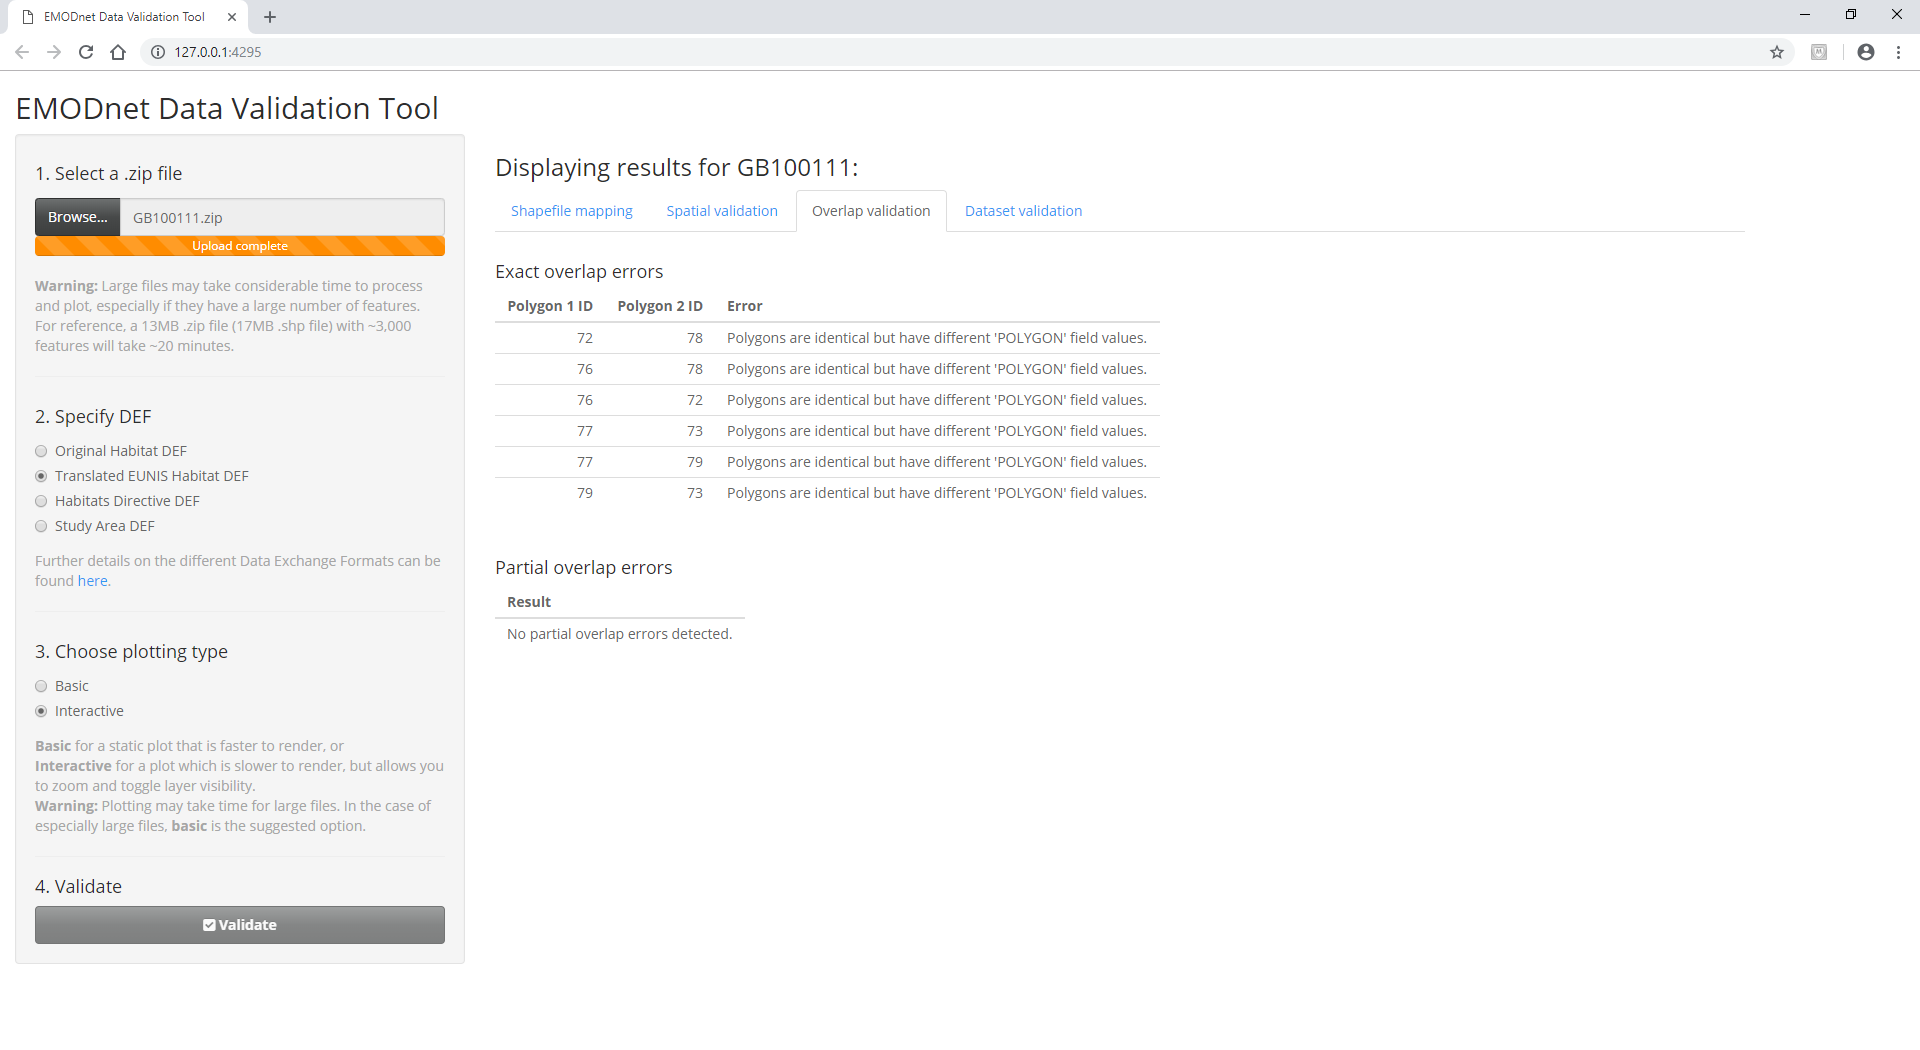 EMODnet Data Validation Tool
127.0.0.1:4295
EMODnet Data Validation Tool
1. Select a .zip file
Browse... GB100111.zip
Upload complete
Warning: Large files may take considerable time to process
and plot, especially if they have a large number of features.
For reference, a 13MB .zip file (17MB .shp file) with ~3,000
features will take ~20 minutes.
2. Specify DEF
Original Habitat DEF
Translated EUNIS Habitat DEF
Habitats Directive DEF
Study Area DEF
Further details on the different Data Exchange Formats can be
found here.
3. Choose plotting type
Basic
Interactive
Basic for a static plot that is faster to render, or
Interactive for a plot which is slower to render, but allows you
to zoom and toggle layer visibility.
Warning: Plotting may take time for large files. In the case of
especially large files, basic is the suggested option.
4. Validate
Validate
Displaying results for GB100111:
Shapefile mapping Spatial validation Overlap validation Dataset validation
Exact overlap errors
Polygon 1 ID Polygon 2 ID Error
72 78 Polygons are identical but have different 'POLYGON' field values.
76 78 Polygons are identical but have different 'POLYGON' field values.
76 72 Polygons are identical but have different 'POLYGON' field values.
77 73 Polygons are identical but have different 'POLYGON' field values.
77 79 Polygons are identical but have different 'POLYGON' field values.
79 73 Polygons are identical but have different 'POLYGON' field values.
Partial overlap errors
Result
No partial overlap errors detected.